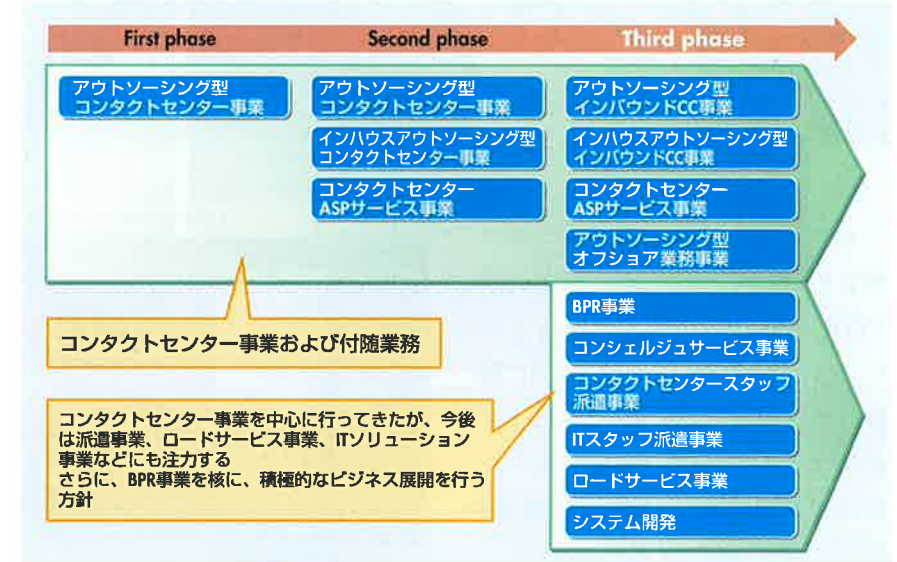 First phase
Second phase
Third phase
アウトソーシング型
コンタクトセンター事業
アウトソーシング型
コンタクトセンター事業
インハウスアウトソーシング型
コンタクトセンター事業
コンタクトセンター
ASPサービス事業
アウトソーシング型
インバウンドCC事業
インハウスアウトソーシング型
インバウンドCC事業
コンタクトセンター
ASPサービス事業
アウトソーシング型
オフショア業務事業
BPR事業
コンシェルジュサービス事業
コンタクトセンタースタッフ
派遣事業
ITスタッフ派遣事業
ロードサービス事業
システム開発
コンタクトセンター事業および付随業務
コンタクトセンター事業を中心に行ってきたが、今後
は派遣事業、ロードサービス事業、ITソリューション
事業などにも注力する
さらに、BPR事業を核に、積極的なビジネス展開を行う
方針